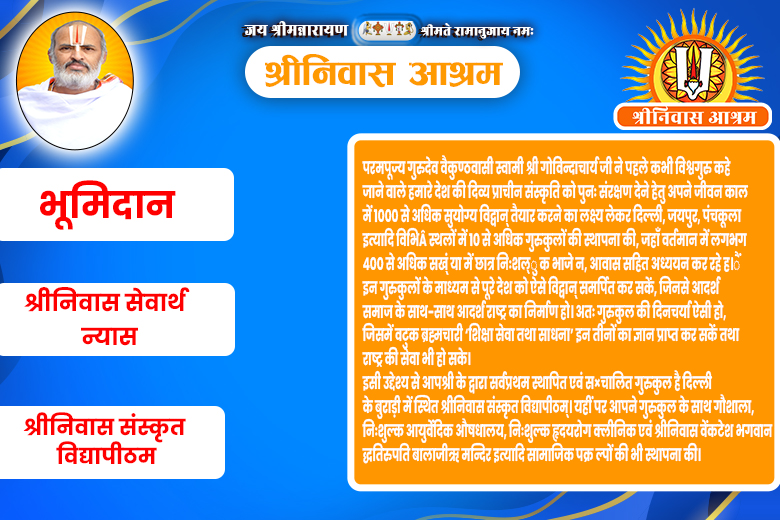 जय श्रीमन्नारायण श्रीमते रामानुजाय नमः
श्रीनिवास आश्रम
श्रीनिवास आश्रम
भूमिदान
श्रीनिवास सेवार्थ
न्यास
श्रीनिवास संस्कृत
विद्यापीठम
परमपूज्य गुरुदेव वैकुण्ठवासी स्वामी श्री गोविन्दाचार्य जी ने पहले कभी विश्वगुरु कहे
जाने वाले हमारे देश की दिव्य प्राचीन संस्कृति को पुनः संरक्षण देने हेतु अपने जीवन काल
में 1000 से अधिक सुयोग्य विद्वान् तैयार करने का लक्ष्य लेकर दिल्ली, जयपुर, पंचकूला
इत्यादि विभिÂ स्थलों में 10 से अधिक गुरुकुलों की स्थापना की, जहाँ वर्तमान में लगभग
400 से अधिक सख्ं या में छात्र निःशल्ु क भाजे न, आवास सहित अध्ययन कर रहे ह।ैं
इन गुरुकुलों के माध्यम से पूरे देश को ऐसे विद्वान् समर्पित कर सकें, जिनसे आदर्श
समाज के साथ-साथ आदर्श राष्ट्र का निर्माण हो। अतः गुरुकुल की दिनचर्या ऐसी हो,
जिसमें वटुक ब्रह्मचारी ‘शिक्षा सेवा तथा साधना’ इन तीनों का ज्ञान प्राप्त कर सकें तथा
राष्ट्र की सेवा भी हो सके।
इसी उद्देश्य से आपश्री के द्वारा सर्वप्रथम स्थापित एवं स×चालित गुरुकुल है दिल्ली
के बुराड़ी में स्थित श्रीनिवास संस्कृत विद्यापीठम्। यहीं पर आपने गुरुकुल के साथ गौशाला,
निःशुल्क आयुर्वेदिक औषधालय, निःशुल्क हृदयरोग क्लीनिक एवं श्रीनिवास वेंकटेश भगवान
द्धतिरुपति बालाजीऋ मन्दिर इत्यादि सामाजिक पक्र ल्पों की भी स्थापना की।